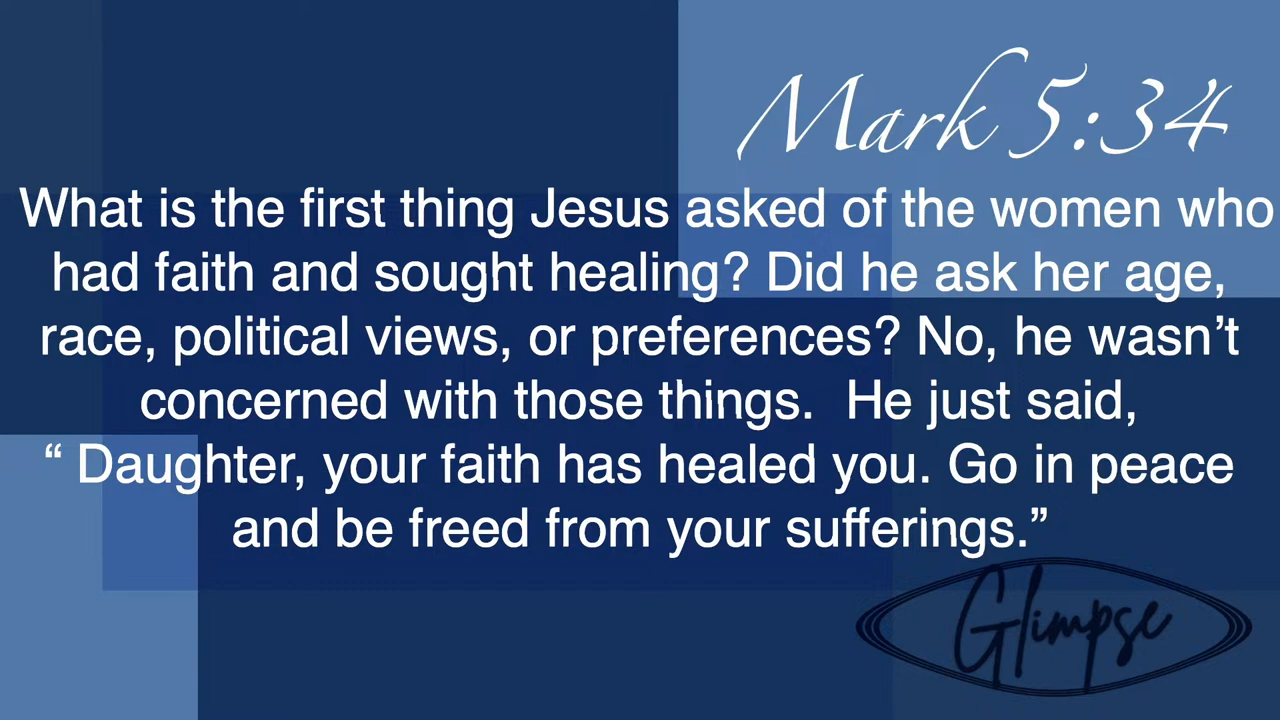 Mark 5:34
What is the first thing Jesus asked of the women who
had faith and sought healing? Did he ask her age,
race, political views, or preferences? No, he wasn’t
concerned with those things.  He just said,
“ Daughter, your faith has healed you. Go in peace
and be freed from your sufferings.”
Glimpse